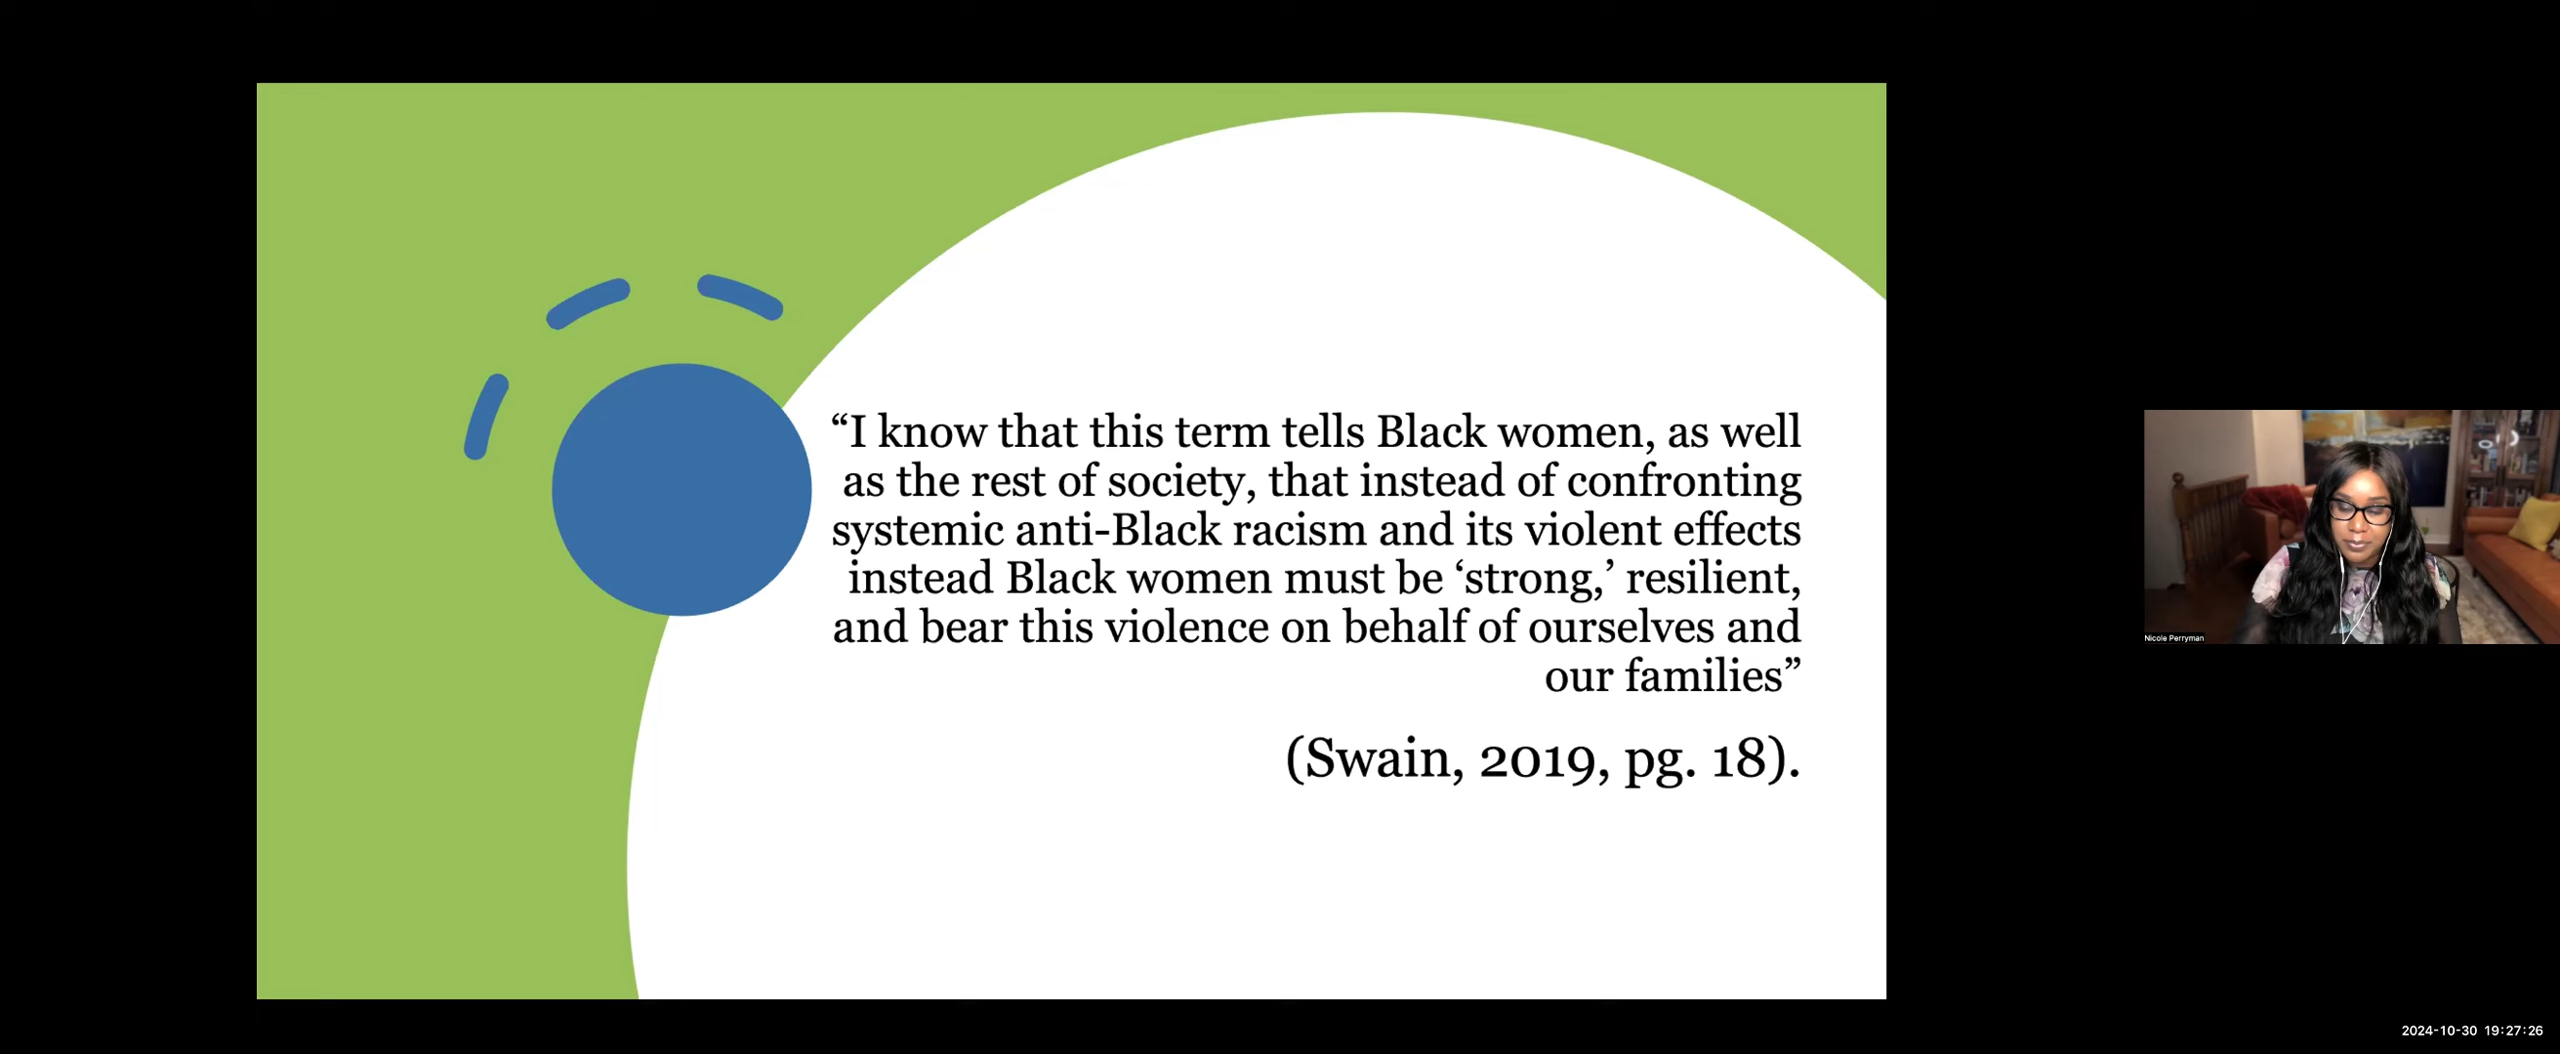 “I know that this term tells Black women, as well
as the rest of society, that instead of confronting
systemic anti-Black racism and its violent effects
instead Black women must be ‘strong,’ resilient,
and bear this violence on behalf of ourselves and
our families”
(Swain, 2019, pg. 18).
Nicole Perryman
2024-10-30 19:27:26